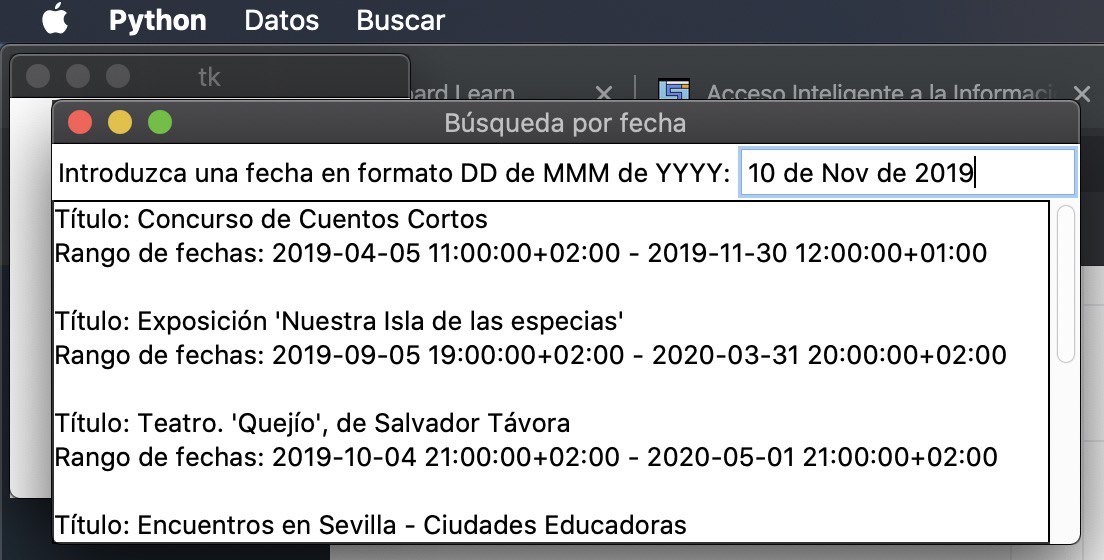 Python Datos Buscar
tk
ard Learn
Acceso Inteligente a la Informaci
Búsqueda por fecha
Introduzca una fecha en formato DD de MMM de YYYY: 10 de Nov de 2019
Título: Concurso de Cuentos Cortos
Rango de fechas: 2019-04-05 11:00:00+02:00 - 2019-11-30 12:00:00+01:00
Título: Exposición 'Nuestra Isla de las especias'
Rango de fechas: 2019-09-05 19:00:00+02:00 - 2020-03-31 20:00:00+02:00
Título: Teatro. 'Quejío', de Salvador Távora
Rango de fechas: 2019-10-04 21:00:00+02:00 - 2020-05-01 21:00:00+02:00
Título: Encuentros en Sevilla - Ciudades Educadoras